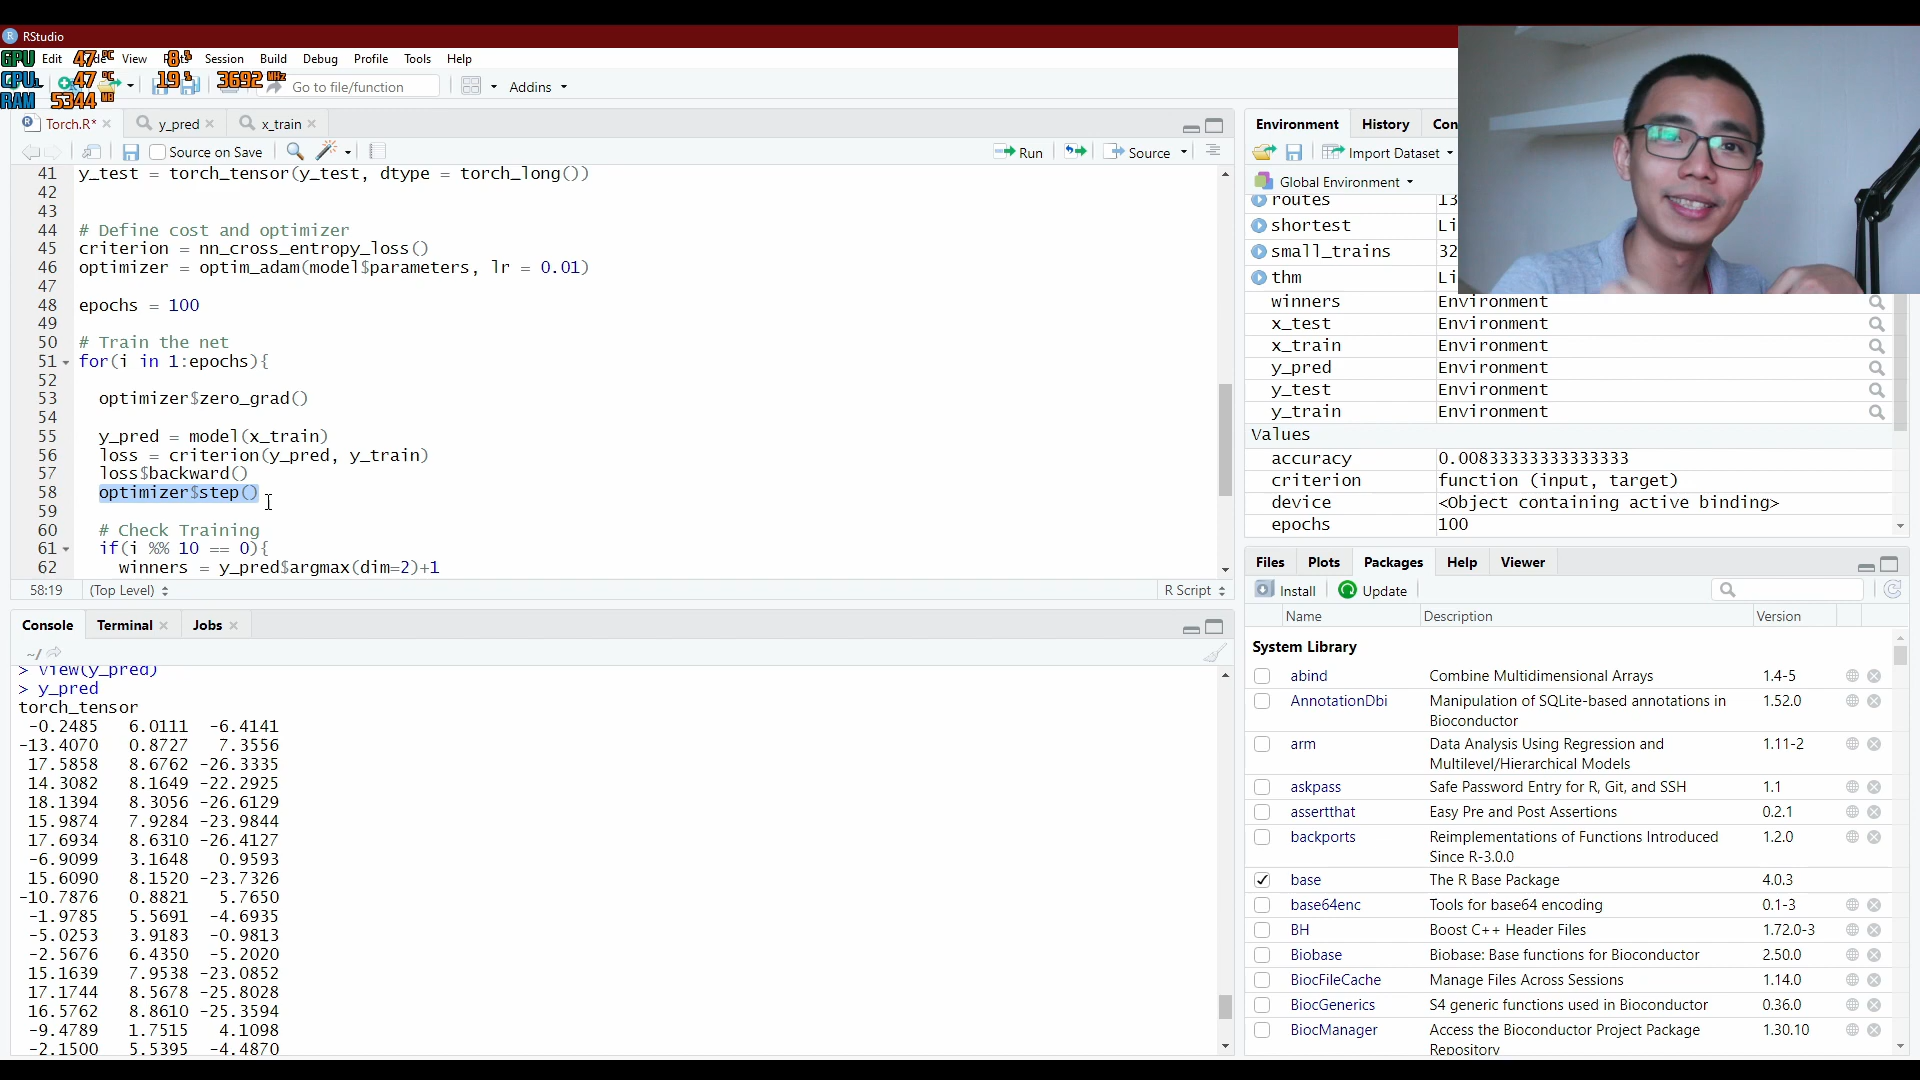 RStudio
Edit
View
Session
Build
Debug
Profile
Tools
Help
GPU 47 °C 8 %
CPU1 47 °C 19 % 3692 MHz
RAM 5344 MB
Go to file/function
Addins
Torch.R*
y_pred
x_train
Source on Save
Run
Source
41 y_test = torch_tensor(y_test, dtype = torch_long())
42
43
44 # Define cost and optimizer
45 criterion = nn_cross_entropy_loss()
46 optimizer = optim_adam(model$parameters, lr = 0.01)
47
48 epochs = 100
49
50 # Train the net
51 for(i in 1:epochs){
52
53 optimizer$zero_grad()
54
55 y_pred = model(x_train)
56 loss = criterion(y_pred, y_train)
57 loss$backward()
58 optimizer$step()
59
60 # Check Training
61 if(i %% 10 == 0){
62 winners = y_pred$argmax(dim=2)+1
58:19 (Top Level) R Script
Console Terminal Jobs
~/
> View(y_pred)
> y_pred
torch_tensor
-0.2485 6.0111 -6.4141
-13.4070 0.8727 7.3556
17.5858 8.6762 -26.3335
14.3082 8.1649 -22.2925
18.1394 8.3056 -26.6129
15.9874 7.9284 -23.9844
17.6934 8.6310 -26.4127
-6.9099 3.1648 0.9593
15.6090 8.1520 -23.7326
-10.7876 0.8821 5.7650
-1.9785 5.5691 -4.6935
-5.0253 3.9183 -0.9813
-2.5676 6.4350 -5.2020
15.1639 7.9538 -23.0852
17.1744 8.5678 -25.8028
16.5762 8.8610 -25.3594
-9.4789 1.7515 4.1098
-2.1500 5.5395 -4.4870
Environment History Con
Import Dataset
Global Environment
routes 13
shortest Li
small_trains 32
thm Li
winners Environment
x_test Environment
x_train Environment
y_pred Environment
y_test Environment
y_train Environment
Values
accuracy 0.00833333333333333
criterion function (input, target)
device <Object containing active binding>
epochs 100
Files Plots Packages Help Viewer
Install Update
Name Description Version
System Library
abind Combine Multidimensional Arrays 1.4-5
AnnotationDbi Manipulation of SQLite-based annotations in 1.52.0
Bioconductor
arm Data Analysis Using Regression and 1.11-2
Multilevel/Hierarchical Models
askpass Safe Password Entry for R, Git, and SSH 1.1
assertthat Easy Pre and Post Assertions 0.2.1
backports Reimplementations of Functions Introduced 1.2.0
Since R-3.0.0
base The R Base Package 4.0.3
base64enc Tools for base64 encoding 0.1-3
BH Boost C++ Header Files 1.72.0-3
Biobase Biobase: Base functions for Bioconductor 2.50.0
BiocFileCache Manage Files Across Sessions 1.14.0
BiocGenerics S4 generic functions used in Bioconductor 0.36.0
BiocManager Access the Bioconductor Project Package 1.30.10
Repository